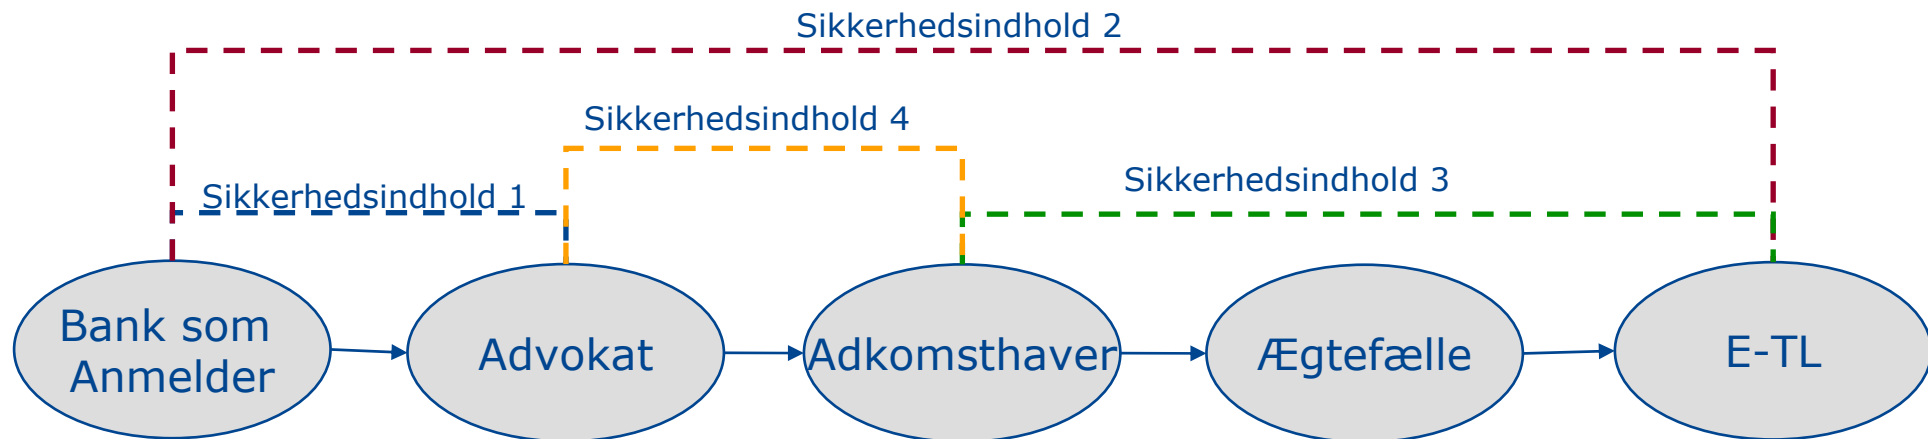 Sikkerhedsindhold 2
Sikkerhedsindhold 4
Sikkerhedsindhold 1
Sikkerhedsindhold 3
Bank som
Anmelder
Advokat
Adkomsthaver
Ægtefælle
E-TL